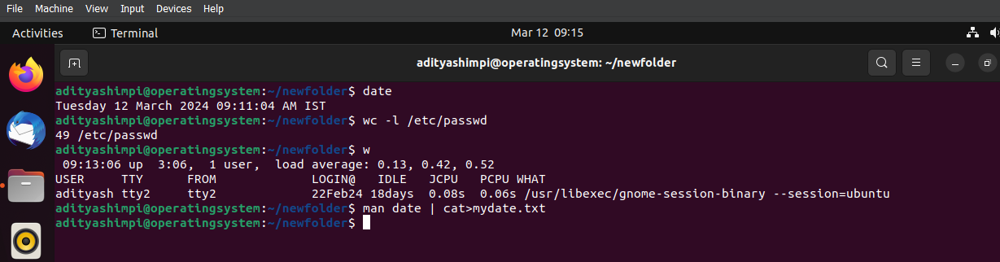 File Machine View Input Devices Help
Activities Terminal Mar 12 09:15
adityashimpi@operatingsystem: ~/newfolder
adityashimpi@operatingsystem:~/newfolder$ date
Tuesday 12 March 2024 09:11:04 AM IST
adityashimpi@operatingsystem:~/newfolder$ wc -l /etc/passwd
49 /etc/passwd
adityashimpi@operatingsystem:~/newfolder$ w
 09:13:06 up  3:06,  1 user,  load average: 0.13, 0.42, 0.52
USER     TTY      FROM             LOGIN@   IDLE   JCPU   PCPU WHAT
adityash tty2     tty2             22Feb24 18days  0.08s  0.06s /usr/libexec/gnome-session-binary --session=ubuntu
adityashimpi@operatingsystem:~/newfolder$ man date | cat>mydate.txt
adityashimpi@operatingsystem:~/newfolder$